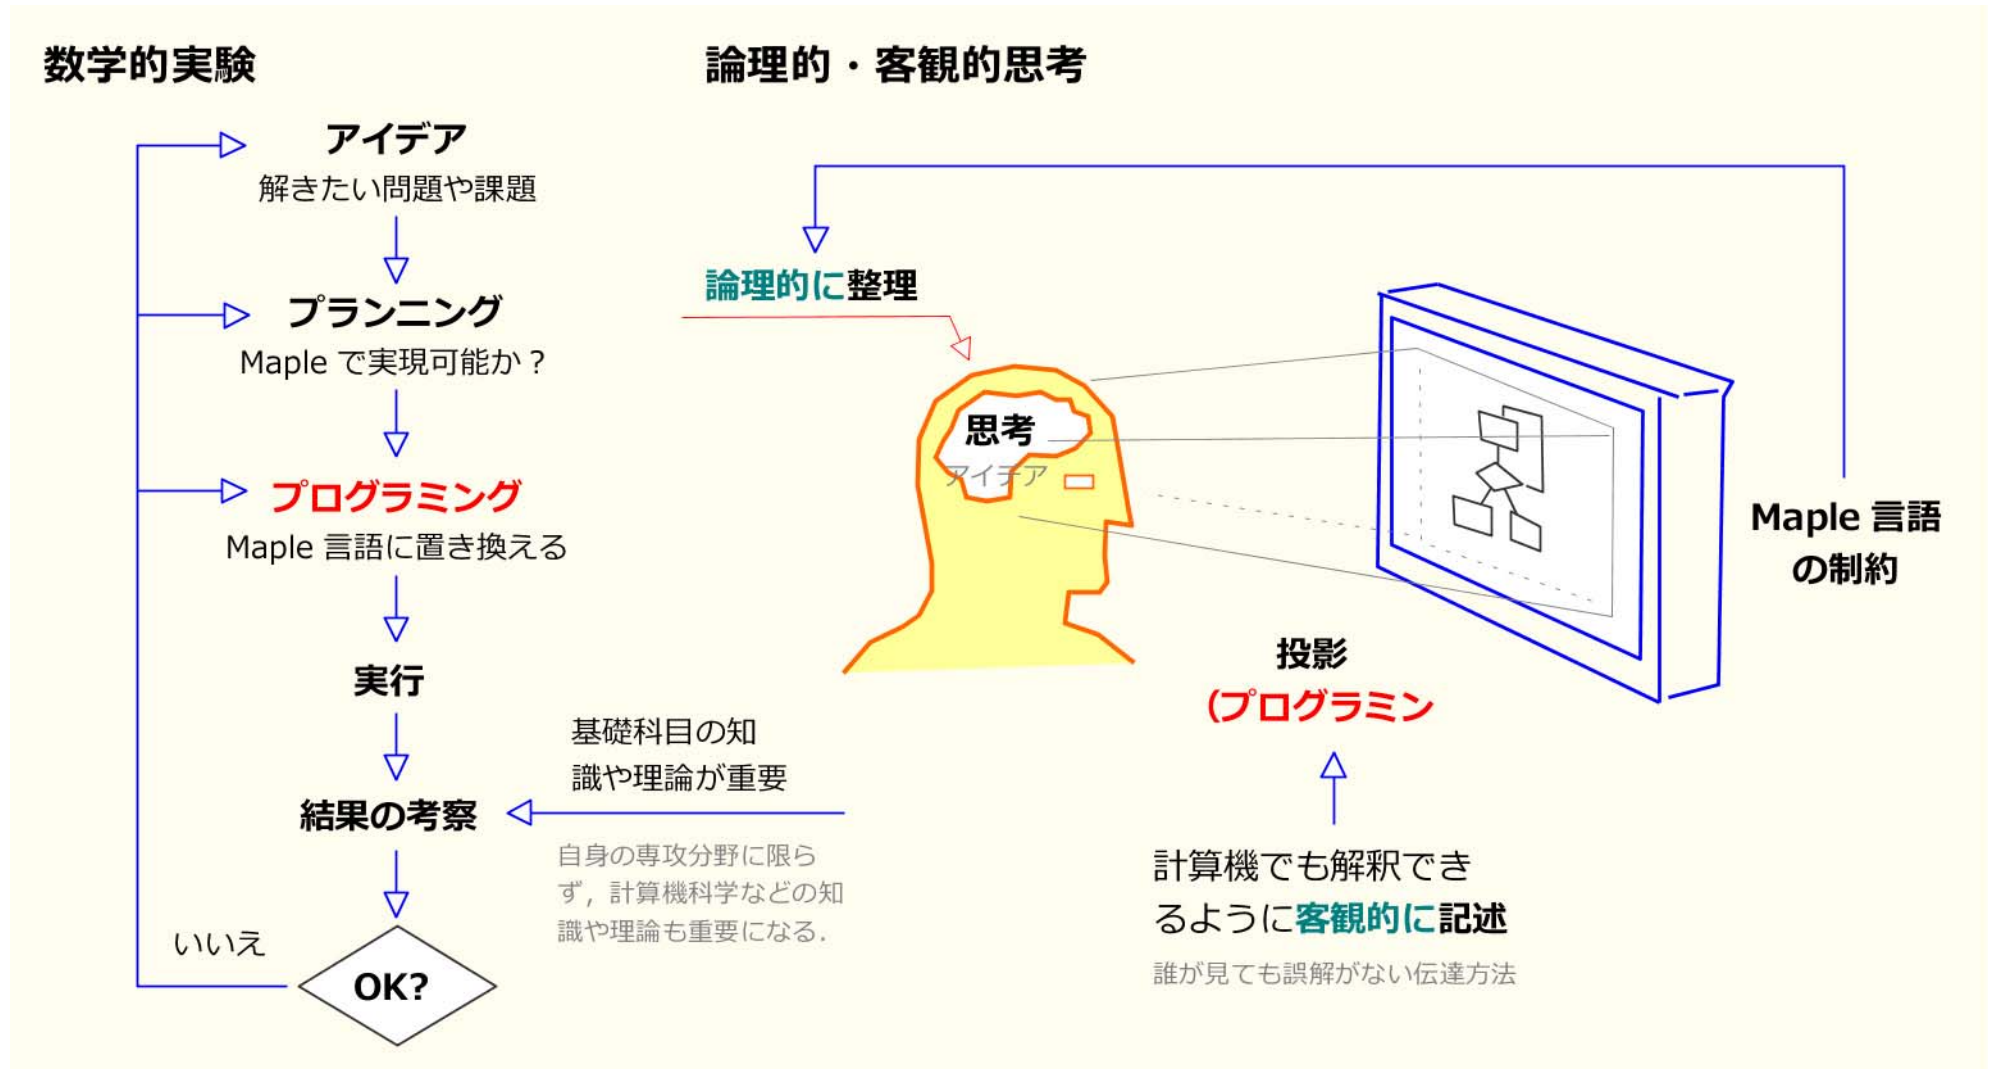 数学的実験
アイデア
解きたい問題や課題
プランニング
Maple で実現可能か？
プログラミング
Maple 言語に置き換える
実行
結果の考察
基礎科目の知
識や理論が重要
自身の専攻分野に限ら
ず，計算機科学などの知
識や理論も重要になる．
いいえ
OK?
論理的・客観的思考
論理的に整理
思考
アイデア
Maple 言語
の制約
投影
(プログラミン
計算機でも解釈でき
るように客観的に記述
誰が見ても誤解がない伝達方法